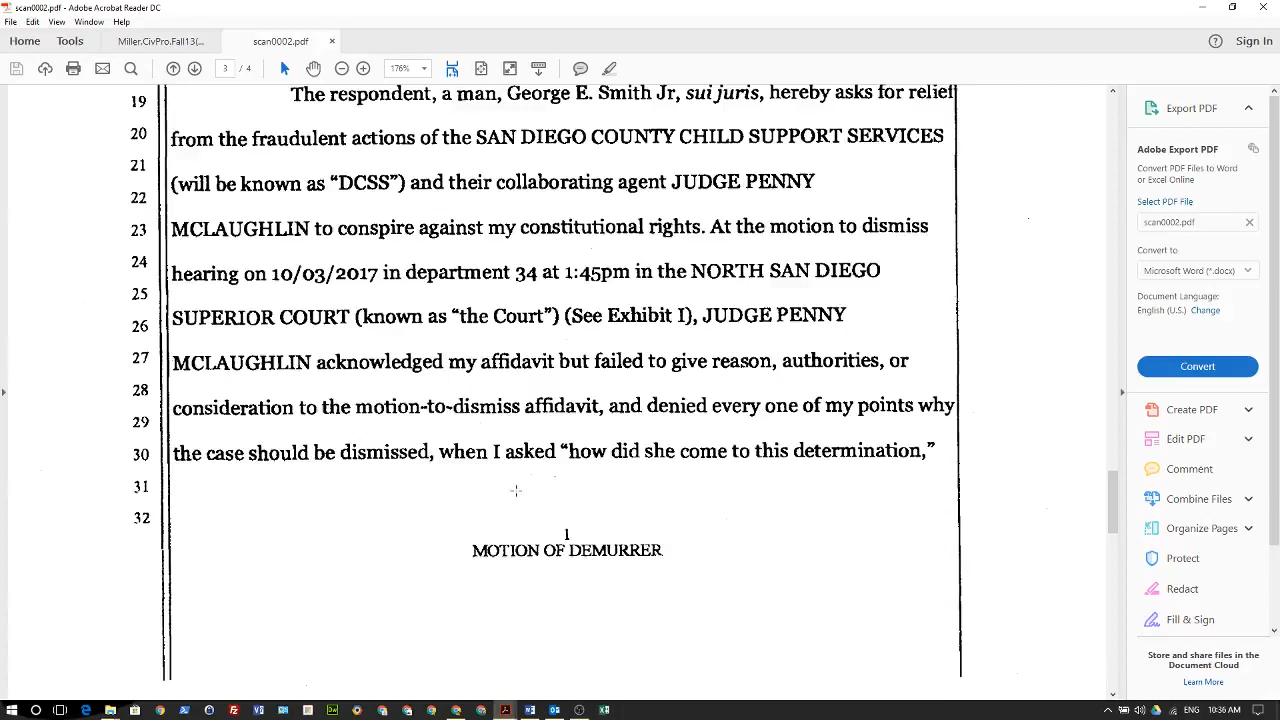 scan0002.pdf - Adobe Acrobat Reader DC
File Edit View Window Help
Home Tools Miller.CivPro.Fall13(... scan0002.pdf × Sign In
3 / 4 176%
19 The respondent, a man, George E. Smith Jr, sui juris, hereby asks for relief
20 from the fraudulent actions of the SAN DIEGO COUNTY CHILD SUPPORT SERVICES
21
22 (will be known as “DCSS”) and their collaborating agent JUDGE PENNY
23 MCLAUGHLIN to conspire against my constitutional rights. At the motion to dismiss
24 hearing on 10/03/2017 in department 34 at 1:45pm in the NORTH SAN DIEGO
25
26 SUPERIOR COURT (known as “the Court”) (See Exhibit I), JUDGE PENNY
27 MCLAUGHLIN acknowledged my affidavit but failed to give reason, authorities, or
28
29 consideration to the motion-to-dismiss affidavit, and denied every one of my points why
30 the case should be dismissed, when I asked “how did she come to this determination,”
31
32
1
MOTION OF DEMURRER
Export PDF
Adobe Export PDF
Convert PDF Files to Word
or Excel Online
Select PDF File
scan0002.pdf
Convert to
Microsoft Word (*.docx)
Document Language:
English (U.S.) Change
Convert
Create PDF
Edit PDF
Comment
Combine Files
Organize Pages
Protect
Redact
Fill & Sign
Store and share files in the
Document Cloud
Learn More
ENG 10:36 AM